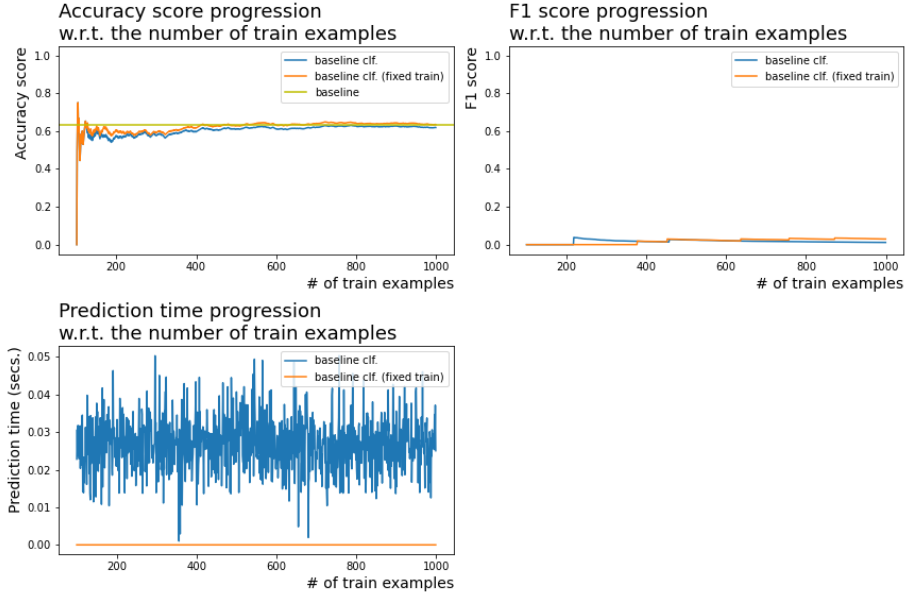 Accuracy score progression
w.r.t. the number of train examples
Accuracy score
1.0
0.8
0.6
0.4
0.2
0.0
baseline clf.
baseline clf. (fixed train)
baseline
200 400 600 800 1000
# of train examples
F1 score progression
w.r.t. the number of train examples
F1 score
1.0
0.8
0.6
0.4
0.2
0.0
baseline clf.
baseline clf. (fixed train)
200 400 600 800 1000
# of train examples
Prediction time progression
w.r.t. the number of train examples
Prediction time (secs.)
0.05
0.04
0.03
0.02
0.01
0.00
baseline clf.
baseline clf. (fixed train)
200 400 600 800 1000
# of train examples